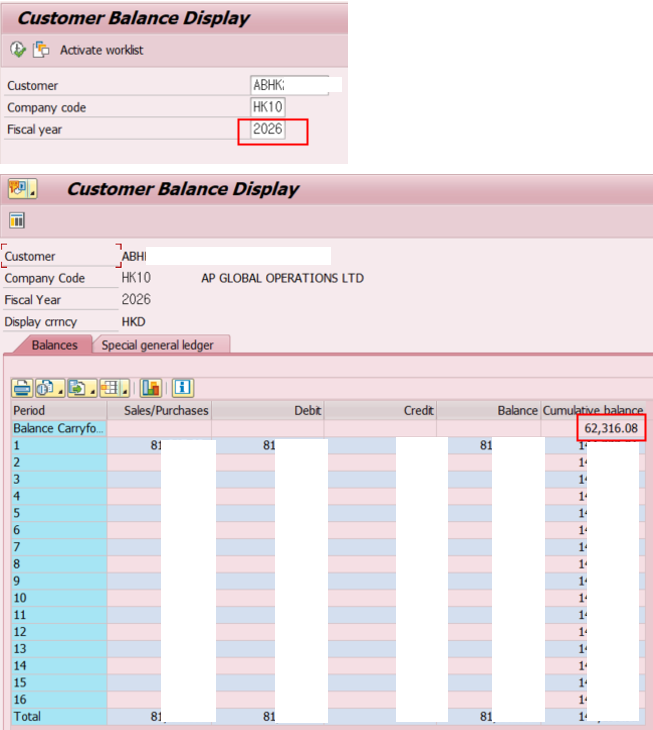 Customer Balance Display
Activate worklist
Customer ABHK
Company code HK10
Fiscal year 2026
Customer Balance Display
Customer ABH
Company Code HK10 AP GLOBAL OPERATIONS LTD
Fiscal Year 2026
Display crrncy HKD
Balances Special general ledger
Period Sales/Purchases Debit Credit Balance Cumulative balance
Balance Carryfo... 62,316.08
1 81 81 81 14
2 14
3 14
4 14
5 14
6 14
7 14
8 14
9 14
10 14
11 14
12 14
13 14
14 14
15 14
16 14
Total 81 81 81 14